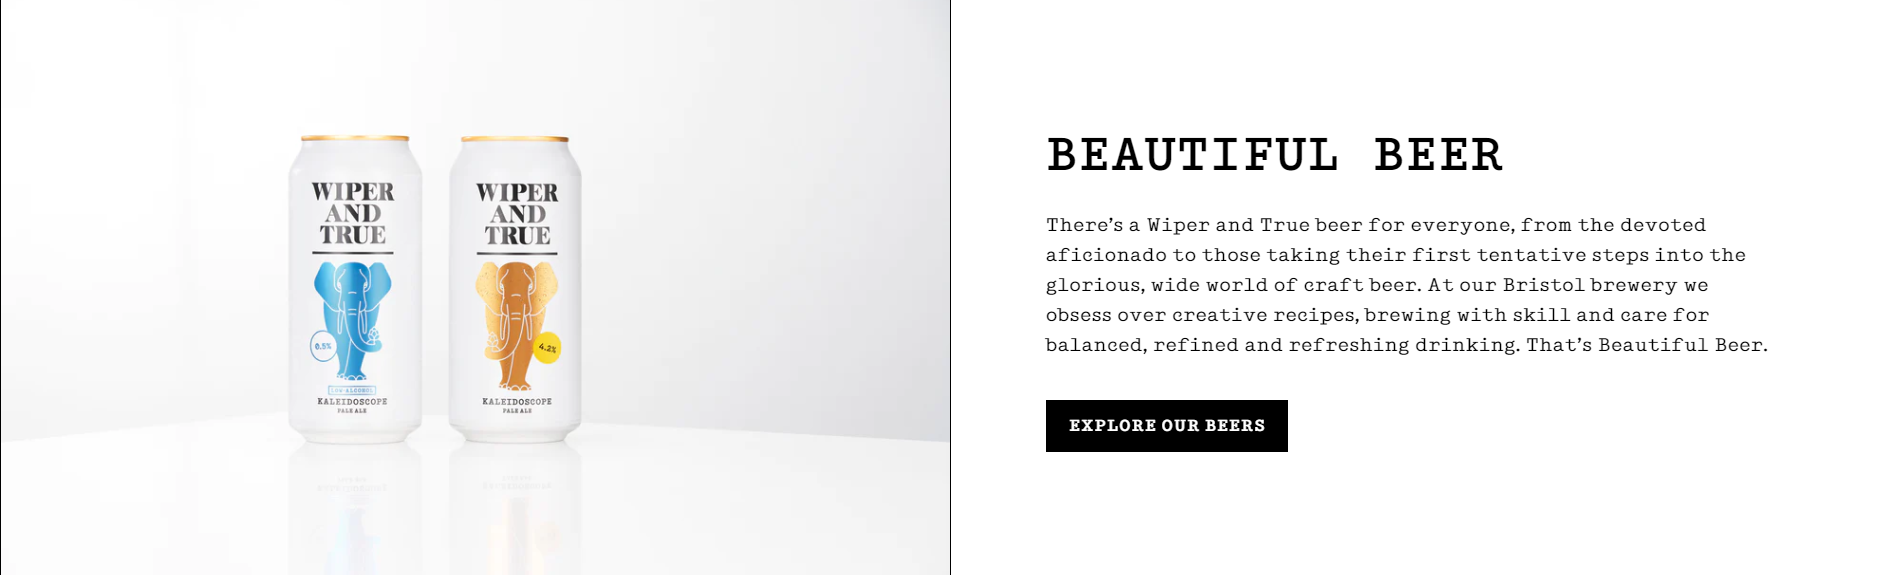 WIPER
AND
TRUE
0.5%
LOW ALCOHOL
KALEIDOSCOPE
PALE ALE
WIPER
AND
TRUE
4.2%
KALEIDOSCOPE
PALE ALE
BEAUTIFUL BEER
There’s a Wiper and True beer for everyone, from the devoted
aficionado to those taking their first tentative steps into the
glorious, wide world of craft beer. At our Bristol brewery we
obsess over creative recipes, brewing with skill and care for
balanced, refined and refreshing drinking. That’s Beautiful Beer.
EXPLORE OUR BEERS